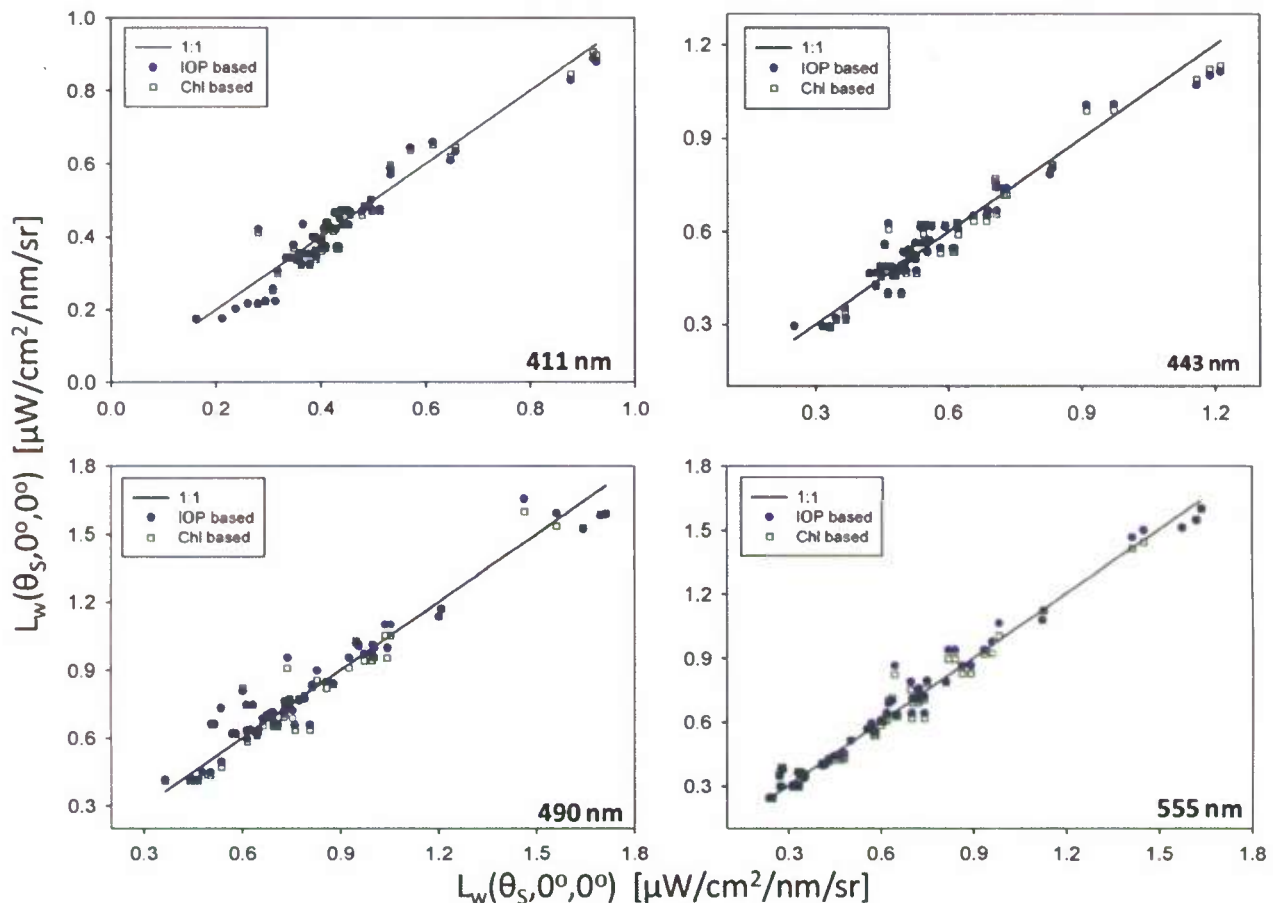 1:1
IOP based
Chl based
1.0
0.8
0.6
0.4
0.2
0.0
411 nm
0.0 0.2 0.4 0.6 0.8 1.0
1:1
IOP based
Chl based
1.2
0.9
0.6
0.3
443 nm
0.3 0.6 0.9 1.2
L_w(θ_S,0°,0°) [μW/cm²/nm/sr]
1:1
IOP based
Chl based
1.8
1.5
1.2
0.9
0.6
0.3
490 nm
0.3 0.6 0.9 1.2 1.5 1.8
1:1
IOP based
Chl based
1.8
1.5
1.2
0.9
0.6
0.3
555 nm
0.3 0.6 0.9 1.2 1.5 1.8
L_w(θ_S,0°,0°) [μW/cm²/nm/sr]